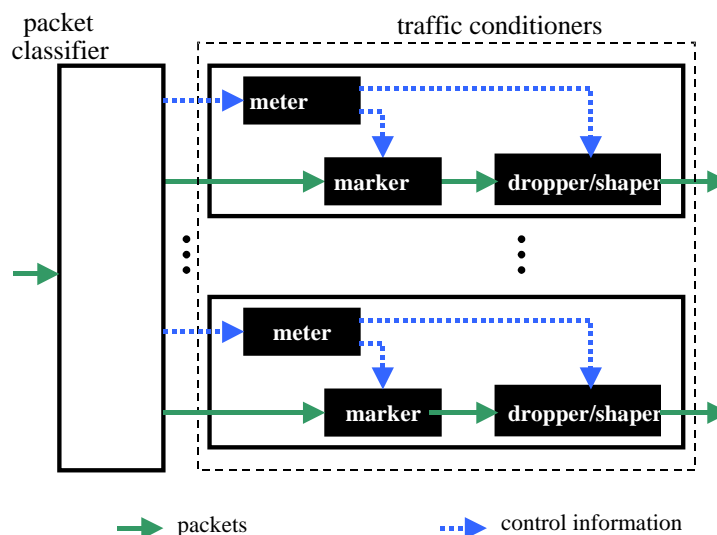 packet
classifier
traffic conditioners
meter
marker
dropper/shaper
meter
marker
dropper/shaper
packets
control information